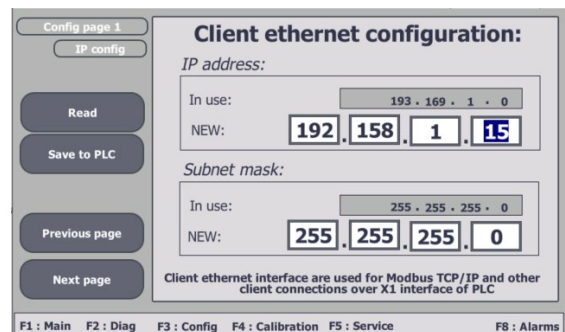 Config page 1
IP config
Read
Save to PLC
Previous page
Next page
Client ethernet configuration:
IP address:
In use: 193 . 169 . 1 . 0
NEW: 192 . 158 . 1 . 15
Subnet mask:
In use: 255 . 255 . 255 . 0
NEW: 255 . 255 . 255 . 0
Client ethernet interface are used for Modbus TCP/IP and other
client connections over X1 interface of PLC
F1 : Main F2 : Diag F3 : Config F4 : Calibration F5 : Service F8 : Alarms